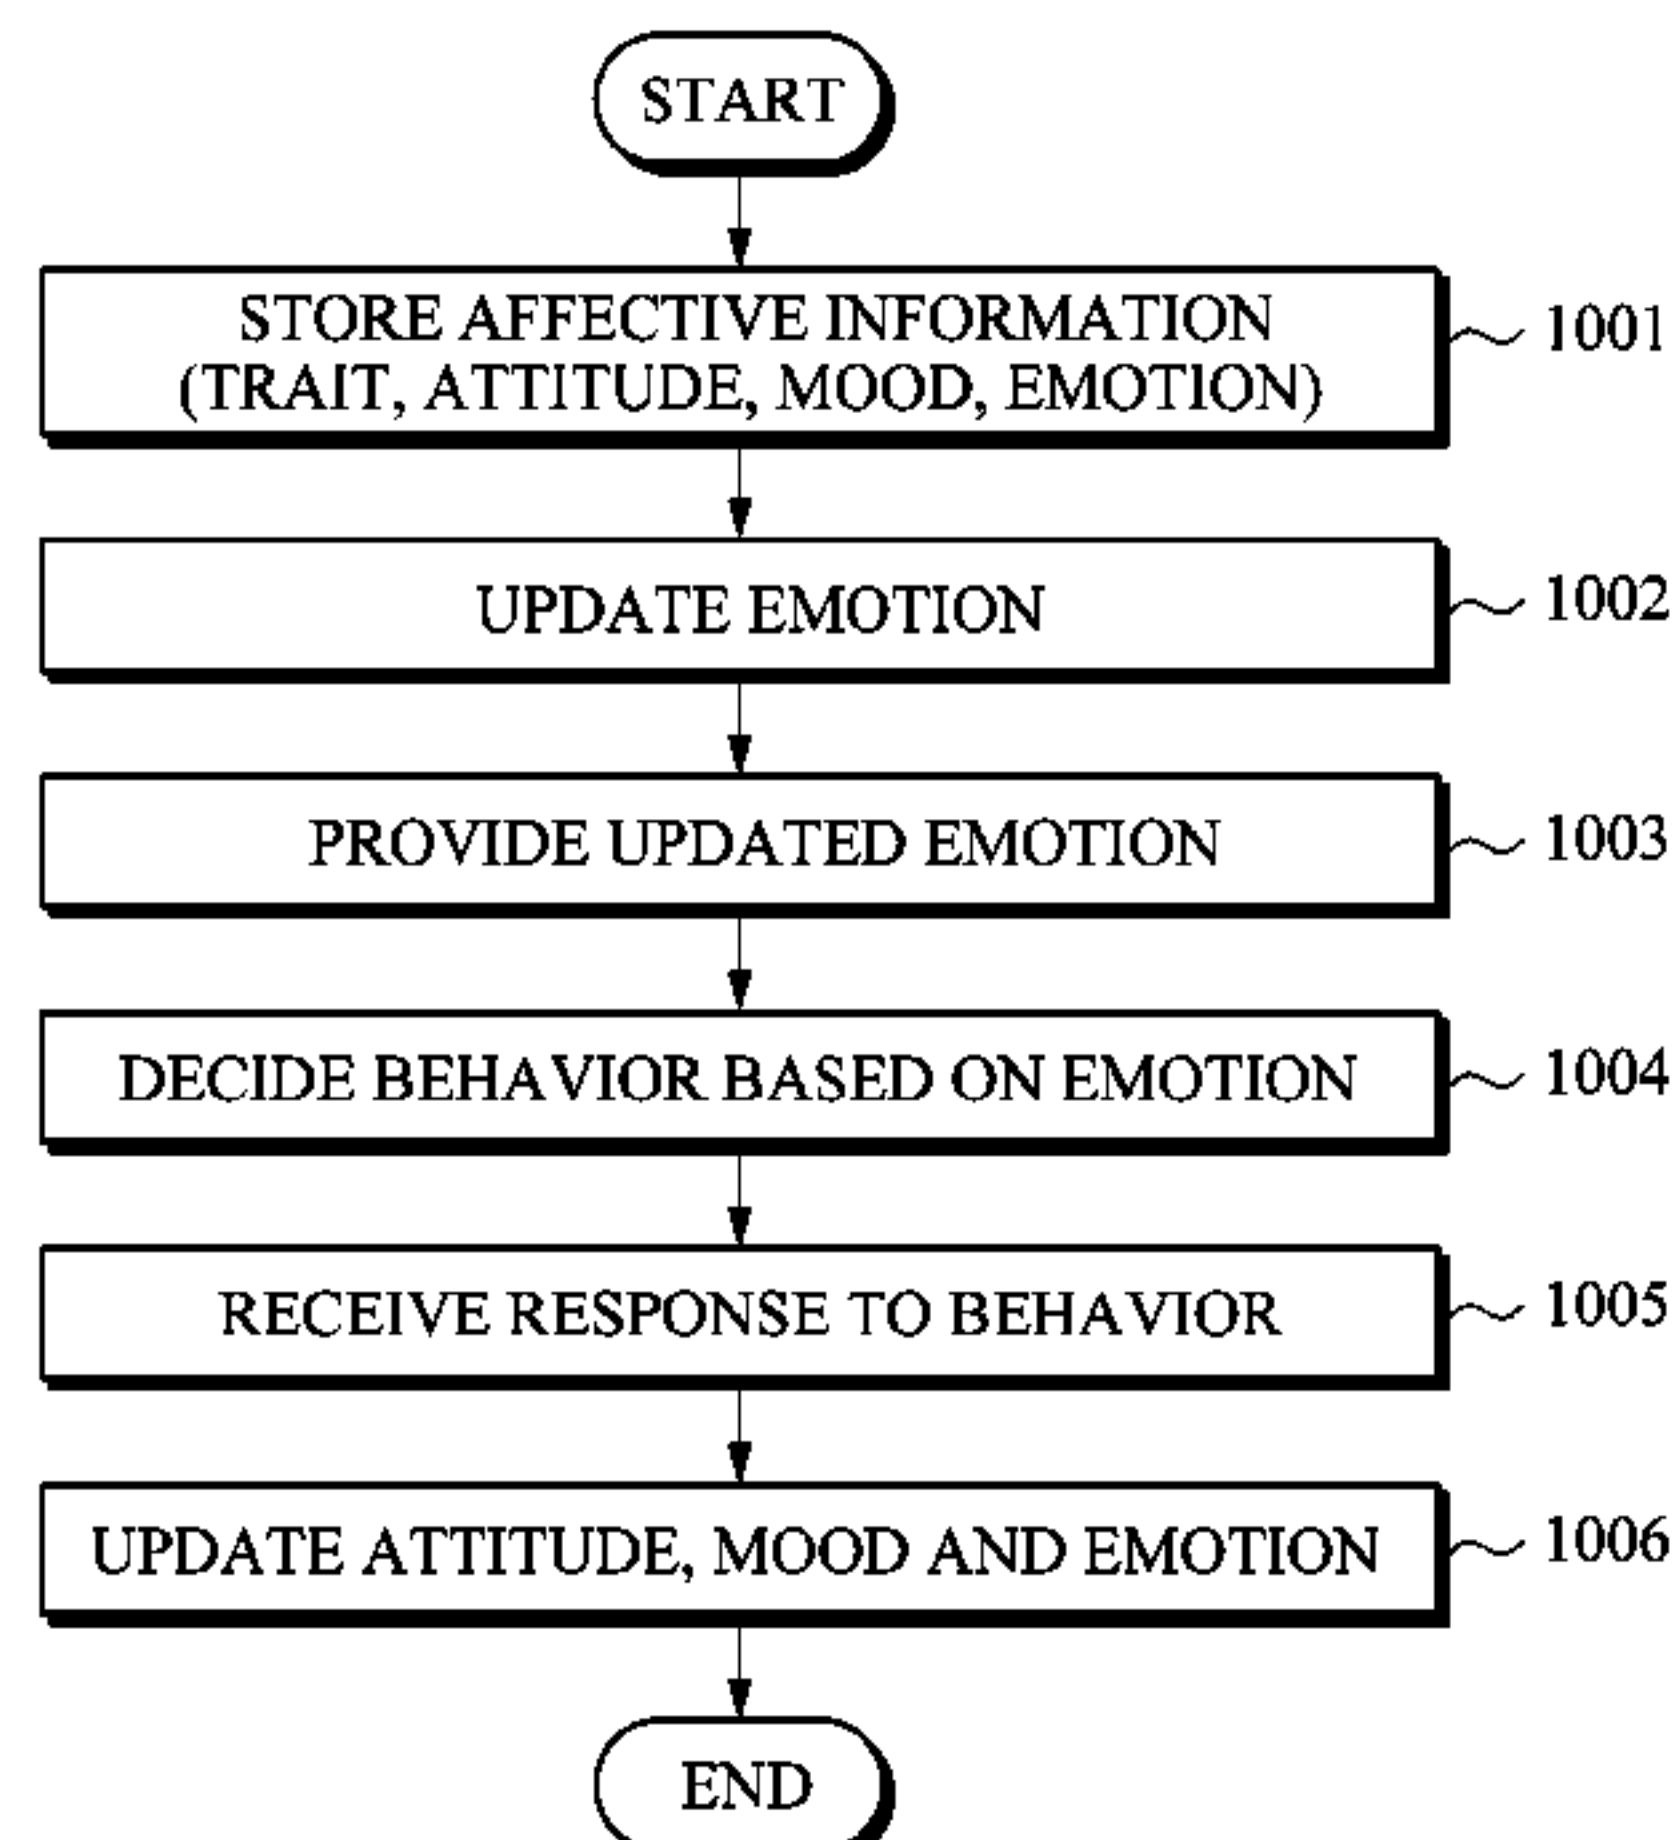 START
STORE AFFECTIVE INFORMATION
(TRAIT, ATTITUDE, MOOD, EMOTION)
1001
UPDATE EMOTION
1002
PROVIDE UPDATED EMOTION
1003
DECIDE BEHAVIOR BASED ON EMOTION
1004
RECEIVE RESPONSE TO BEHAVIOR
1005
UPDATE ATTITUDE, MOOD AND EMOTION
1006
END